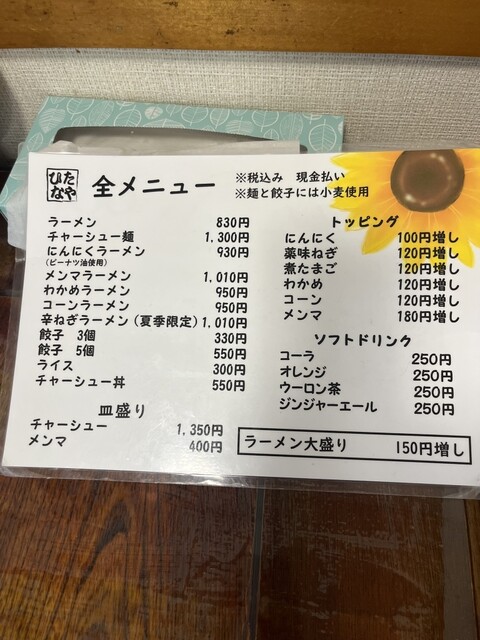 ひなた屋
全メニュー
※税込み 現金払い
※麺と餃子には小麦使用
ラーメン 830円
チャーシュー麺 1,300円
にんにくラーメン 930円
(ピーナツ油使用)
メンマラーメン 1,010円
わかめラーメン 950円
コーンラーメン 950円
辛ねぎラーメン(夏季限定) 1,010円
餃子 3個 330円
餃子 5個 550円
ライス 300円
チャーシュー丼 550円
皿盛り
チャーシュー 1,350円
メンマ 400円
トッピング
にんにく 100円増し
薬味ねぎ 120円増し
煮たまご 120円増し
わかめ 120円増し
コーン 120円増し
メンマ 180円増し
ソフトドリンク
コーラ 250円
オレンジ 250円
ウーロン茶 250円
ジンジャーエール 250円
ラーメン大盛り 150円増し